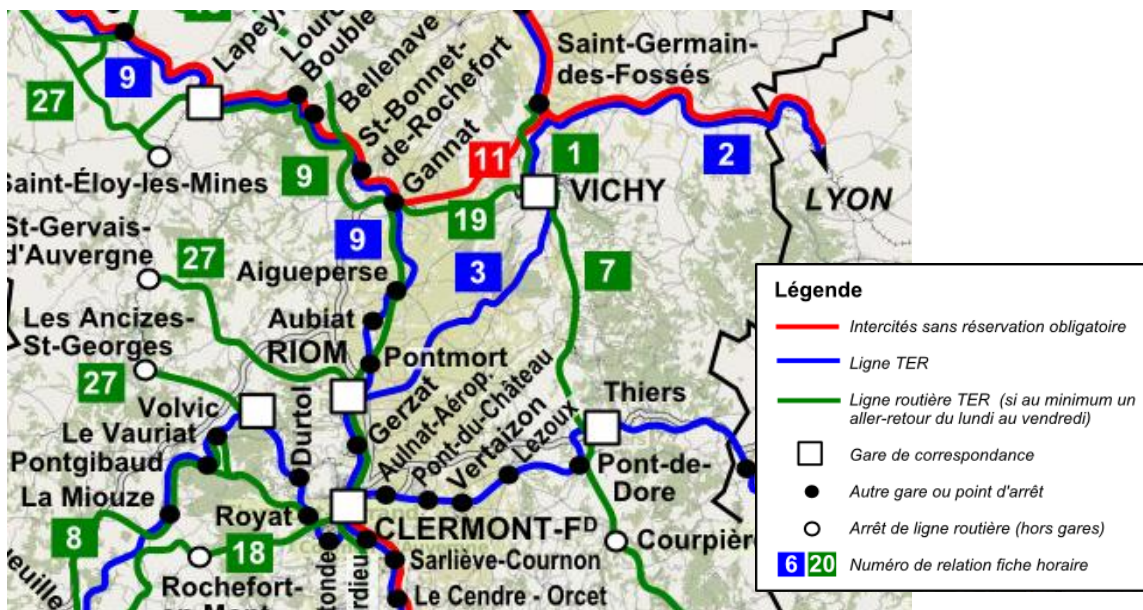 Lapeyr
Lourc
Bouble
Bellenave
St-Bonnet-
de-Rochefort
Gannat
Saint-Germain-
des-Fossés
27
9
9
11
1
2
Saint-Éloy-les-Mines
VICHY
LYON
19
St-Gervais-
d'Auvergne
27
9
3
7
Aigueperse
Les Ancizes-
St-Georges
Aubiat
RIOM
Pontmort
27
Volvic
Durtol
Gerzat
Aulnat-Aérop.
Pont-du-Château
Vertaizon
Lezoux
Thiers
Le Vauriat
Pontgibaud
La Miouze
Pont-de-
Dore
Royat
CLERMONT-FD
8
18
Sarliève-Cournon
Courpière
Rochefort-
Le Cendre - Orcet
Légende
Intercités sans réservation obligatoire
Ligne TER
Ligne routière TER (si au minimum un
aller-retour du lundi au vendredi)
Gare de correspondance
Autre gare ou point d'arrêt
Arrêt de ligne routière (hors gares)
6 20 Numéro de relation fiche horaire